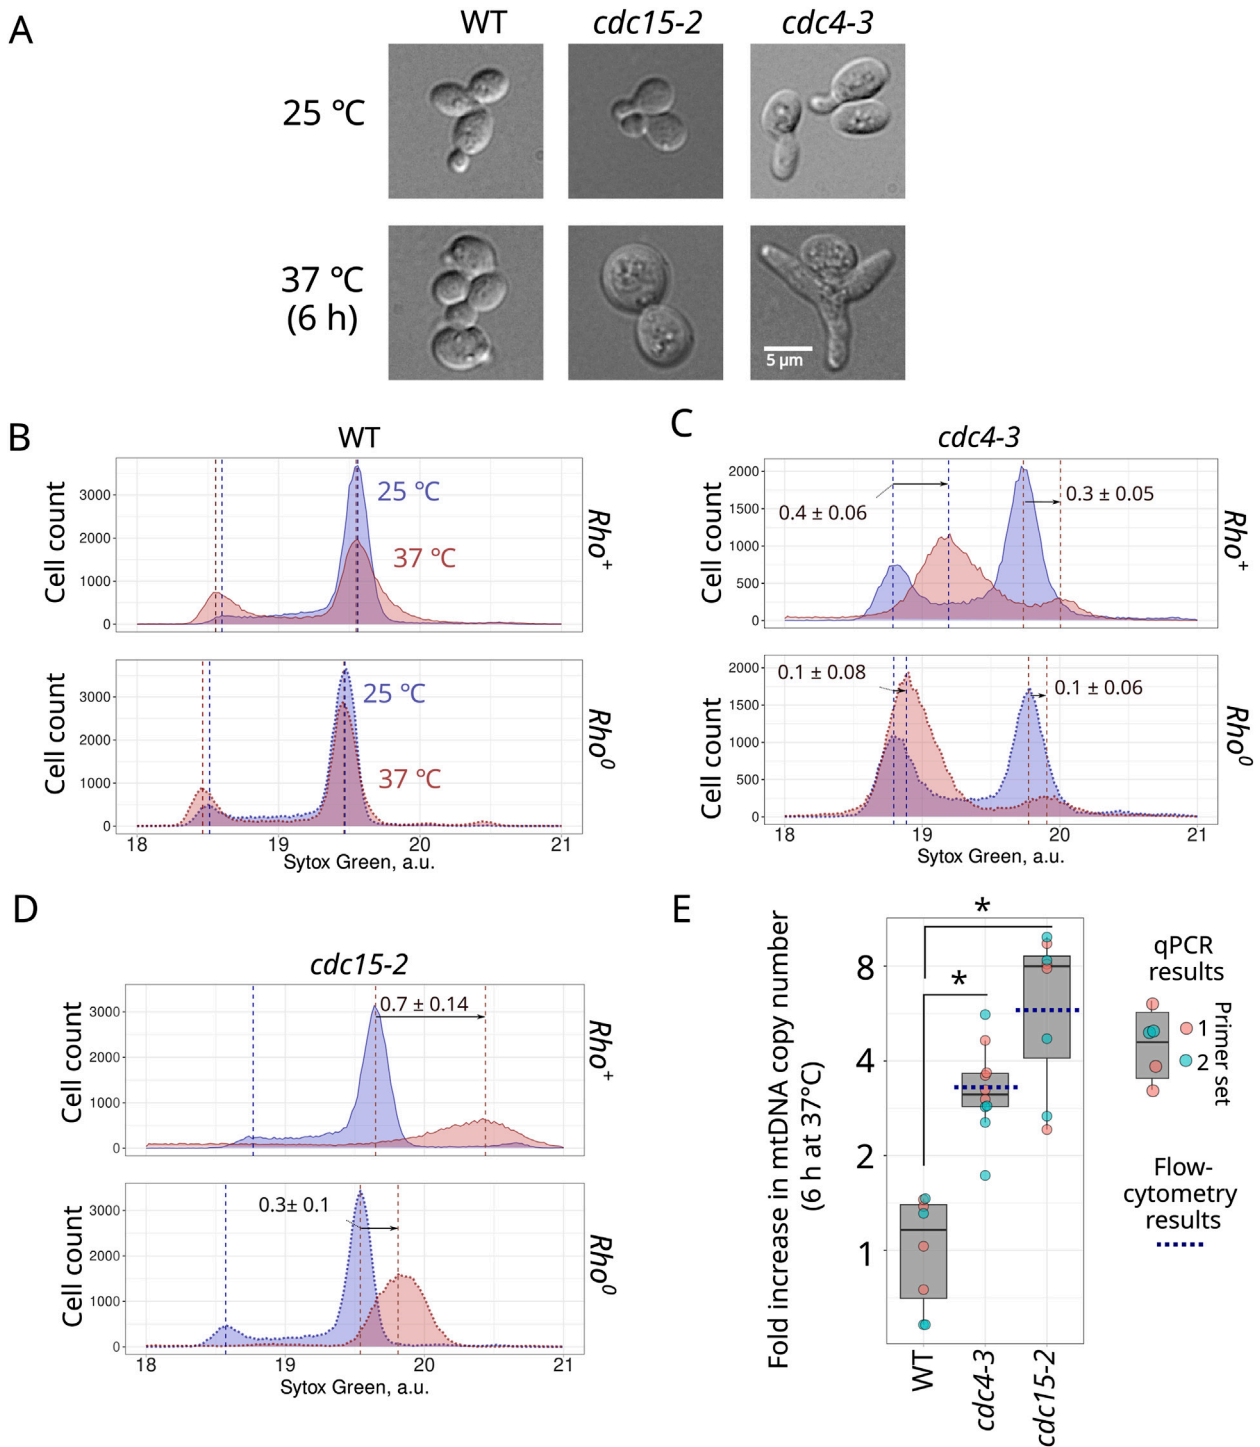 A
WT
cdc15-2
cdc4-3
25 °C
37 °C
(6 h)
5 µm
B
WT
Cell count
3000
2000
1000
0
25 °C
37 °C
Rho+
Cell count
3000
2000
1000
0
25 °C
37 °C
Rho0
18
19
20
21
Sytox Green, a.u.
C
cdc4-3
Cell count
2000
1500
1000
500
0
0.4 ± 0.06
0.3 ± 0.05
Rho+
Cell count
2000
1500
1000
500
0
0.1 ± 0.08
0.1 ± 0.06
Rho0
18
19
20
21
Sytox Green, a.u.
D
cdc15-2
Cell count
3000
2000
1000
0
0.7 ± 0.14
Rho+
Cell count
3000
2000
1000
0
0.3± 0.1
Rho0
18
19
20
21
Sytox Green, a.u.
E
Fold increase in mtDNA copy number
(6 h at 37°C)
8
4
2
1
*
*
WT
cdc4-3
cdc15-2
qPCR
results
1
2
Primer set
Flow-
cytometry
results